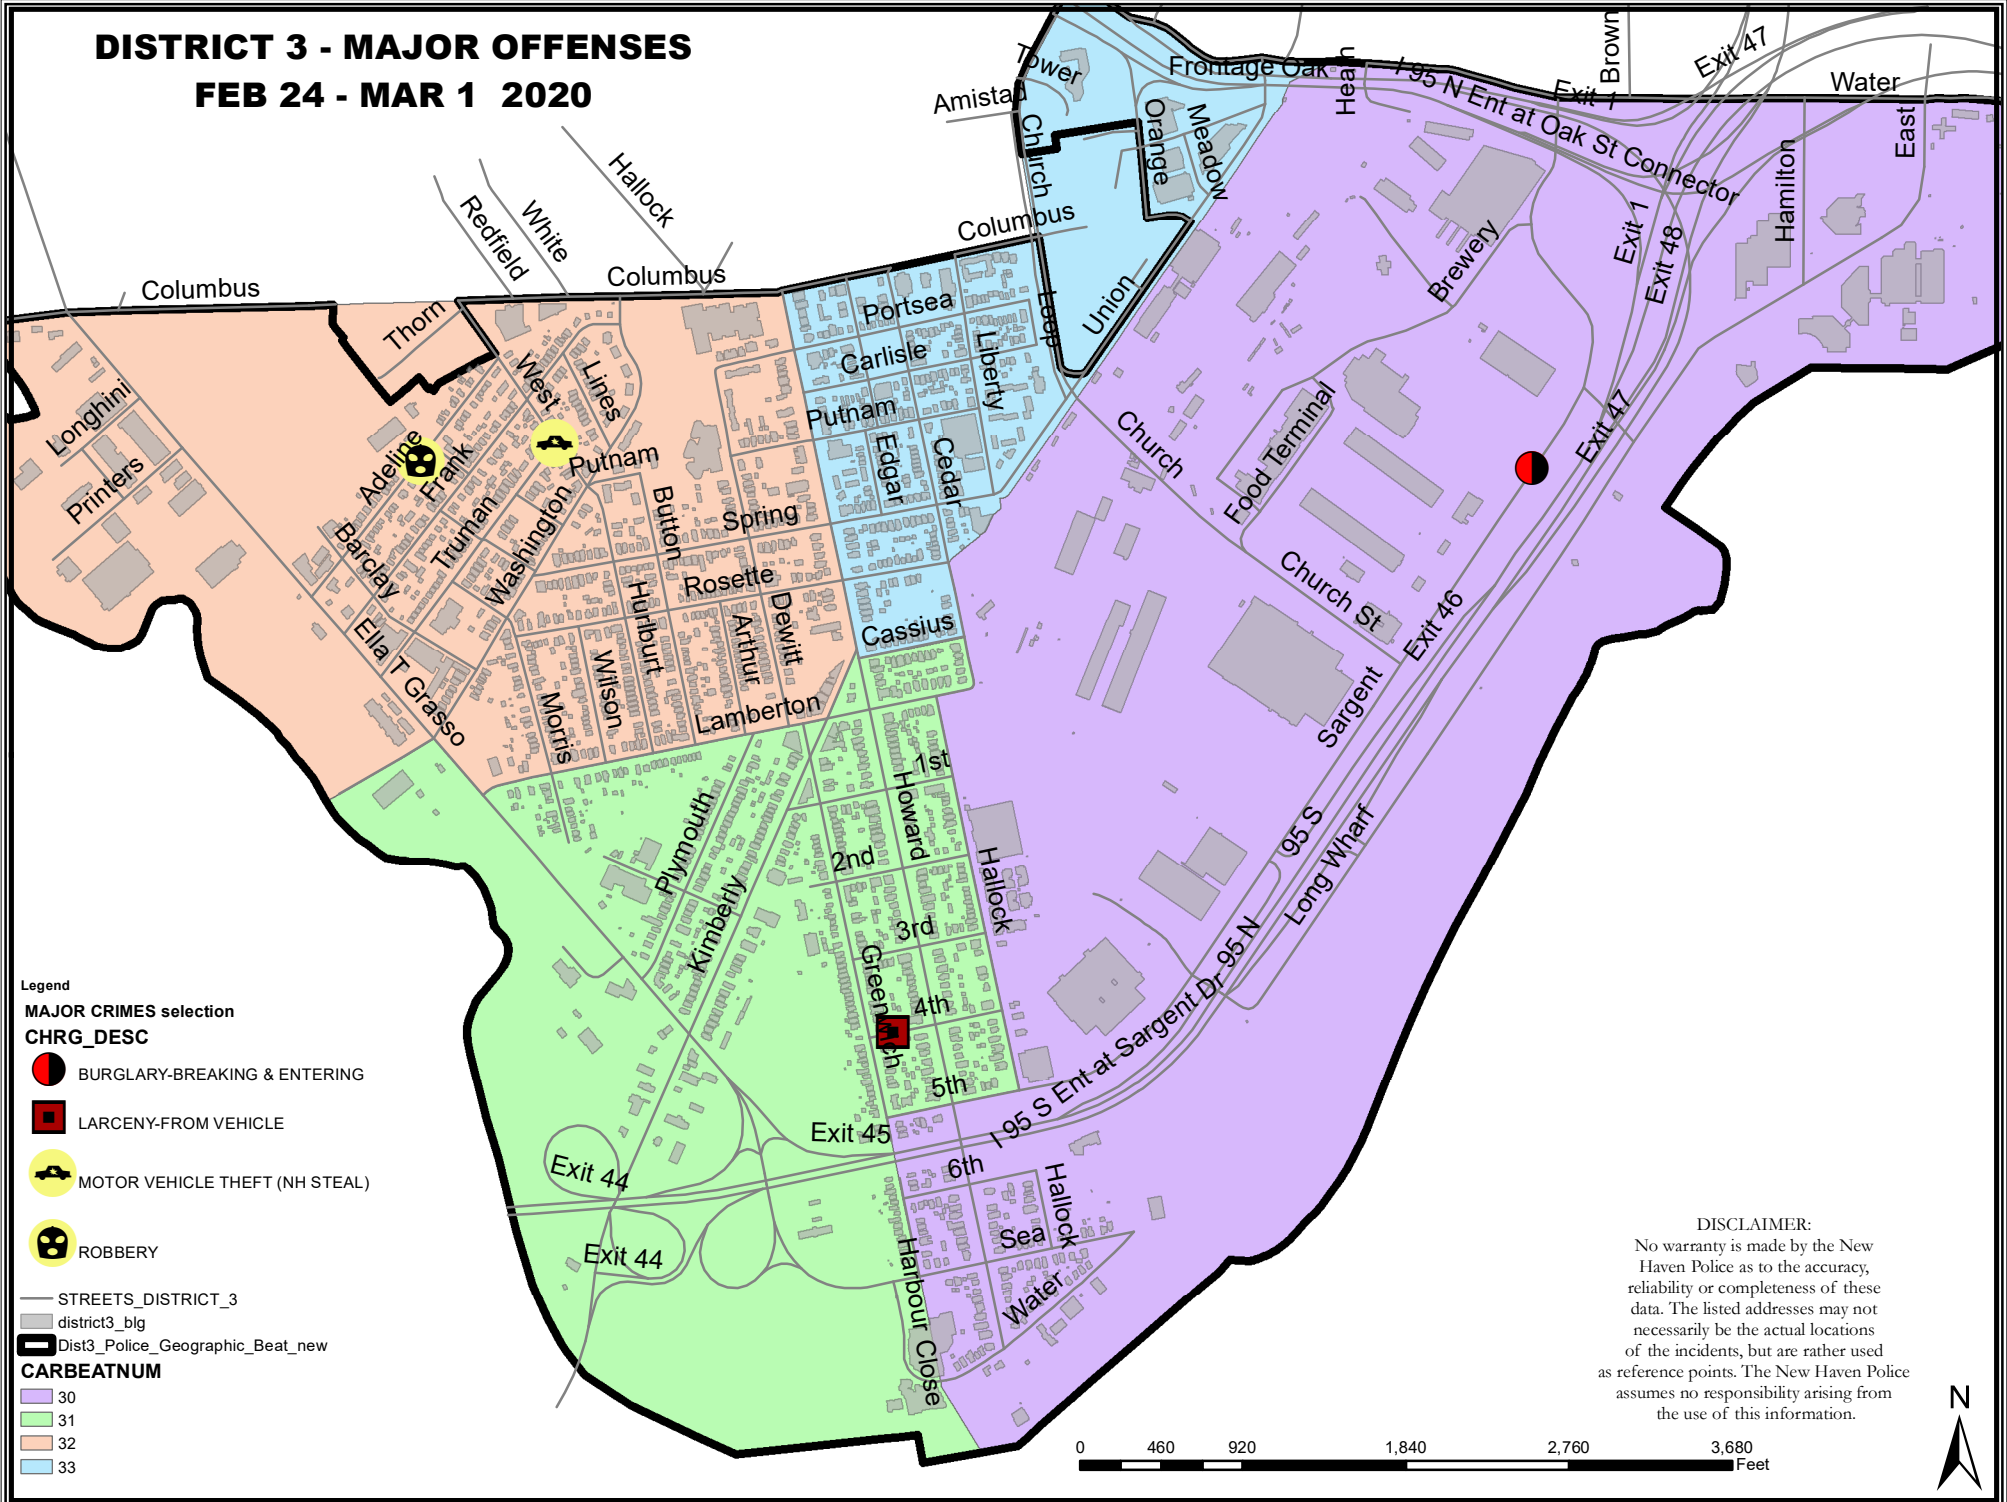 DISTRICT 3 - MAJOR OFFENSES
FEB 24 - MAR 1 2020
Tower
Amistad
Church
Frontage Oak
Orange
Meadow
Heath
I 95 N Ent at Oak St Connector
Exit 1
Brown
Exit 47
Water
East
Hamilton
Exit 1
Exit 48
Brewery
Hallock
White
Redfield
Columbus
Columbus
Columbus
Thorn
Portsea
Carlisle
Putnam
Liberty
Loop
Union
Edgar
Cedar
Cassius
Longhini
Printers
Adeline
Frank
West
Lines
Putnam
Truman
Washington
Barclay
Button
Spring
Rosette
Hurlburt
Arthur
Dewitt
Wilson
Morris
Lamberton
Ella T Grasso
Church
Food Terminal
Church St
Exit 47
Exit 46
Sargent
95 S
Long Wharf
95 N
I 95 S Ent at Sargent Dr
1st
Howard
2nd
Hallock
3rd
Greenwich
4th
5th
Plymouth
Kimberly
Exit 45
Exit 44
Exit 44
6th
Hallock
Sea
Water
Harbour Close
Legend
MAJOR CRIMES selection
CHRG_DESC
BURGLARY-BREAKING & ENTERING
LARCENY-FROM VEHICLE
MOTOR VEHICLE THEFT (NH STEAL)
ROBBERY
STREETS_DISTRICT_3
district3_blg
Dist3_Police_Geographic_Beat_new
CARBEATNUM
30
31
32
33
DISCLAIMER:
No warranty is made by the New
Haven Police as to the accuracy,
reliability or completeness of these
data. The listed addresses may not
necessarily be the actual locations
of the incidents, but are rather used
as reference points. The New Haven Police
assumes no responsibility arising from
the use of this information.
N
0 460 920 1,840 2,760 3,680
Feet